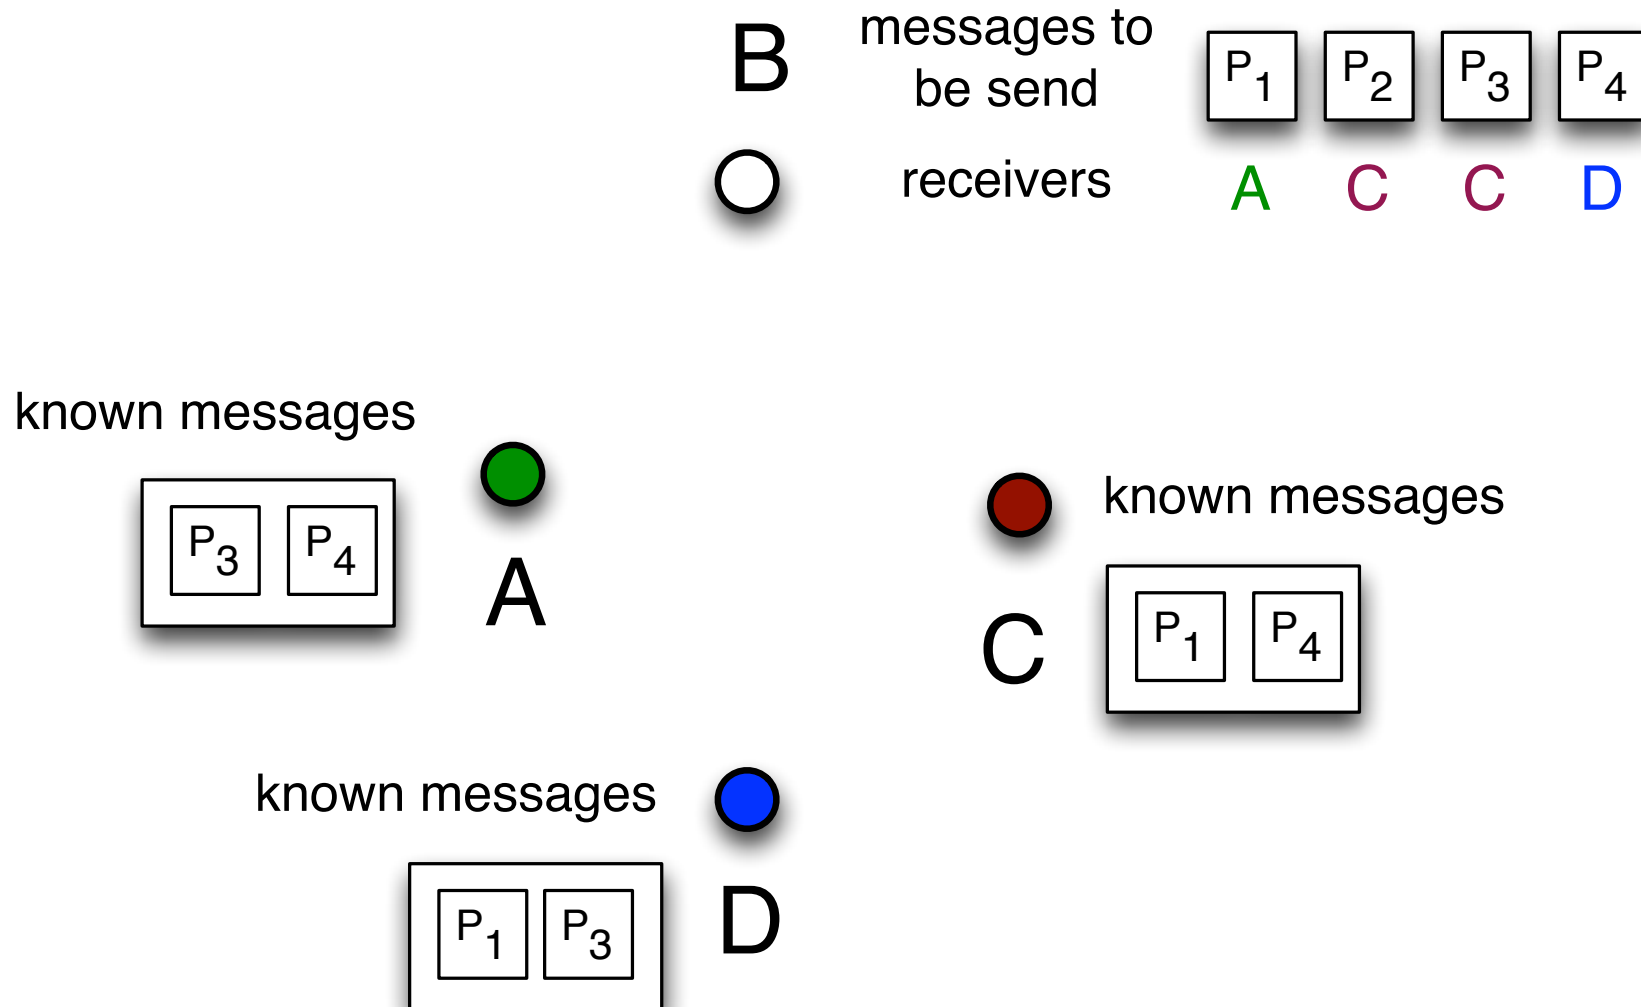 B
messages to
be send
P1 P2 P3 P4
receivers
A C C D
known messages
P3 P4
A
known messages
P1 P4
C
known messages
P1 P3
D